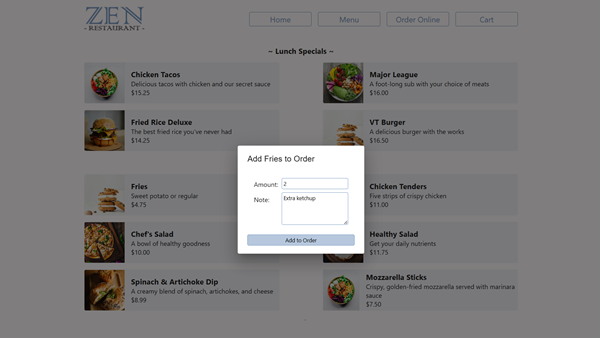 ZEN
- RESTAURANT -
Home
Menu
Order Online
Cart
~ Lunch Specials ~
Chicken Tacos
Delicious tacos with chicken and our secret sauce
$15.25
Major League
A foot-long sub with your choice of meats
$16.00
Fried Rice Deluxe
The best fried rice you've never had
$14.25
VT Burger
A delicious burger with the works
$16.50
Add Fries to Order
Amount:
2
Note:
Extra ketchup
Add to Order
Fries
Sweet potato or regular
$4.75
Chicken Tenders
Five strips of crispy chicken
$11.00
Chef's Salad
A bowl of healthy goodness
$10.00
Healthy Salad
Get your daily nutrients
$11.75
Spinach & Artichoke Dip
A creamy blend of spinach, artichokes, and cheese
$8.99
Mozzarella Sticks
Crispy, golden-fried mozzarella served with marinara
sauce
$7.50